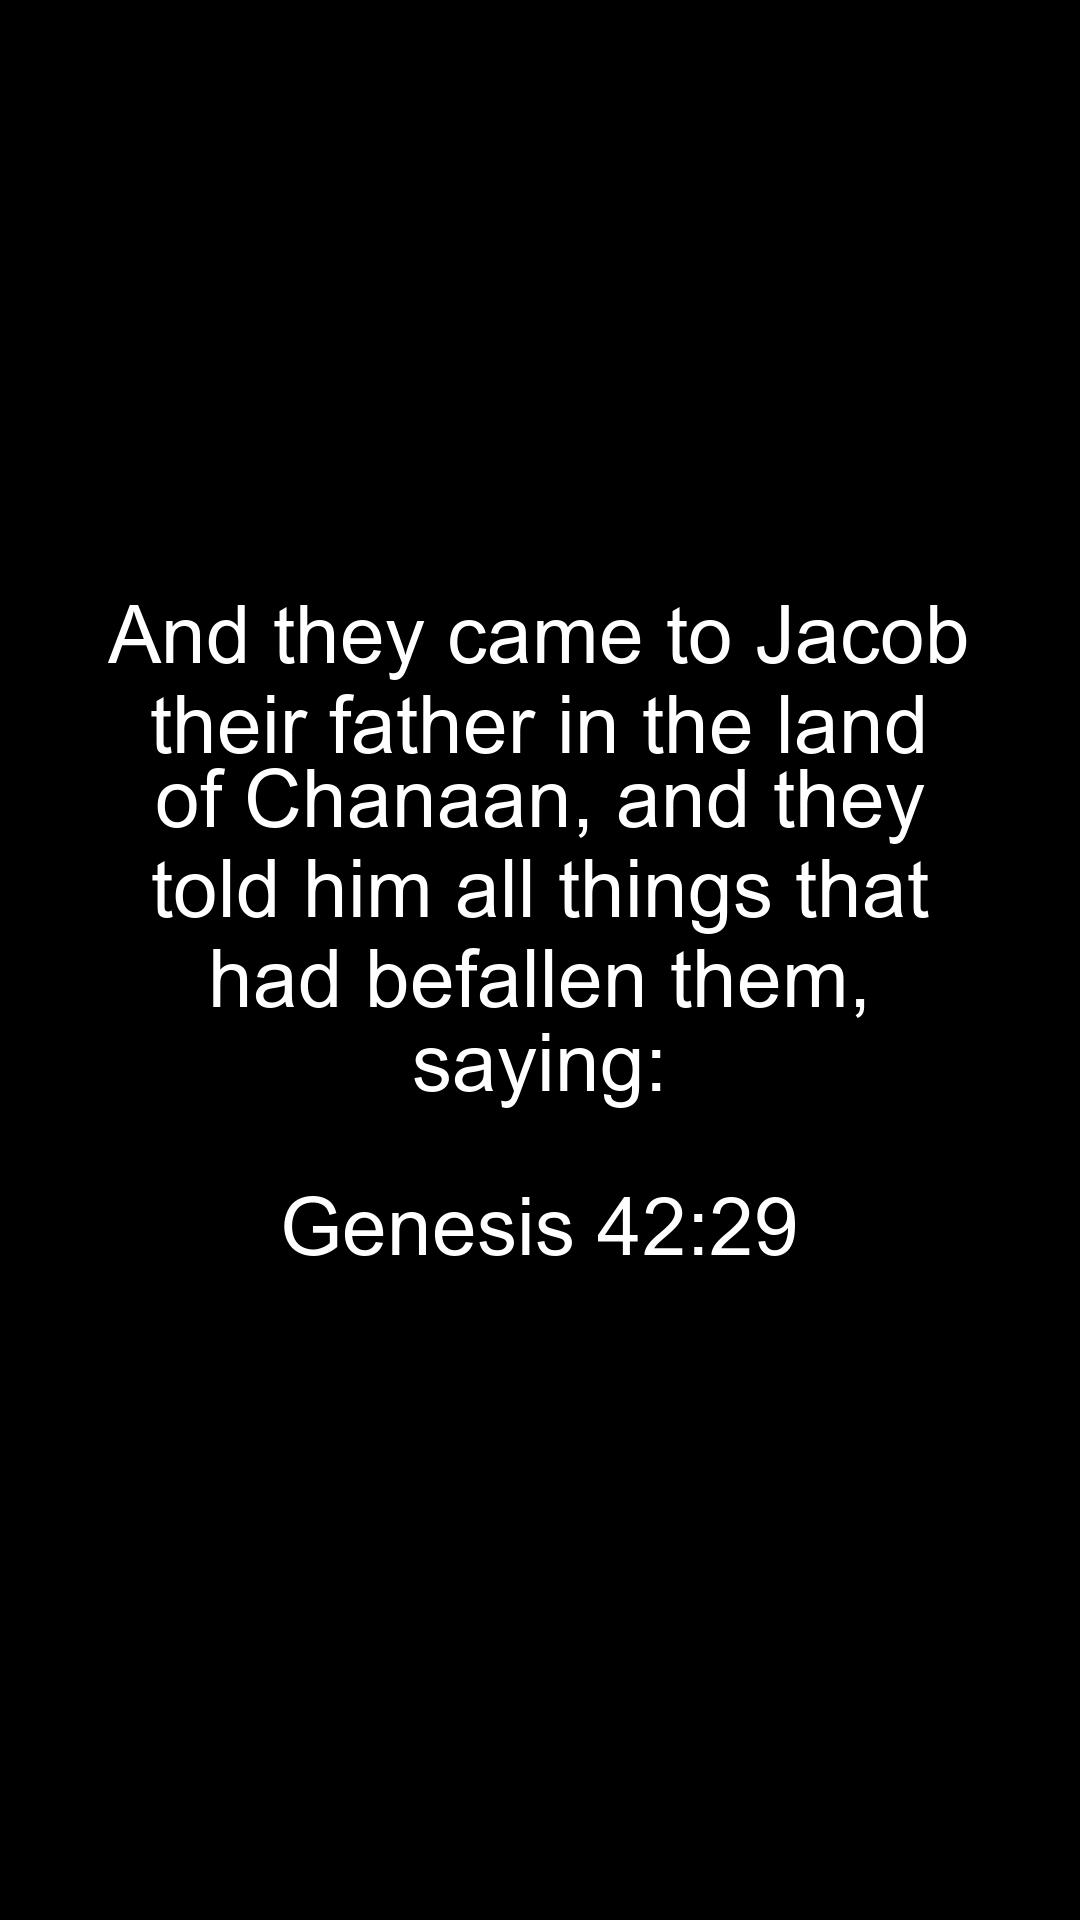 And they came to Jacob
their father in the land
of Chanaan, and they
told him all things that
had befallen them,
saying:
Genesis 42:29